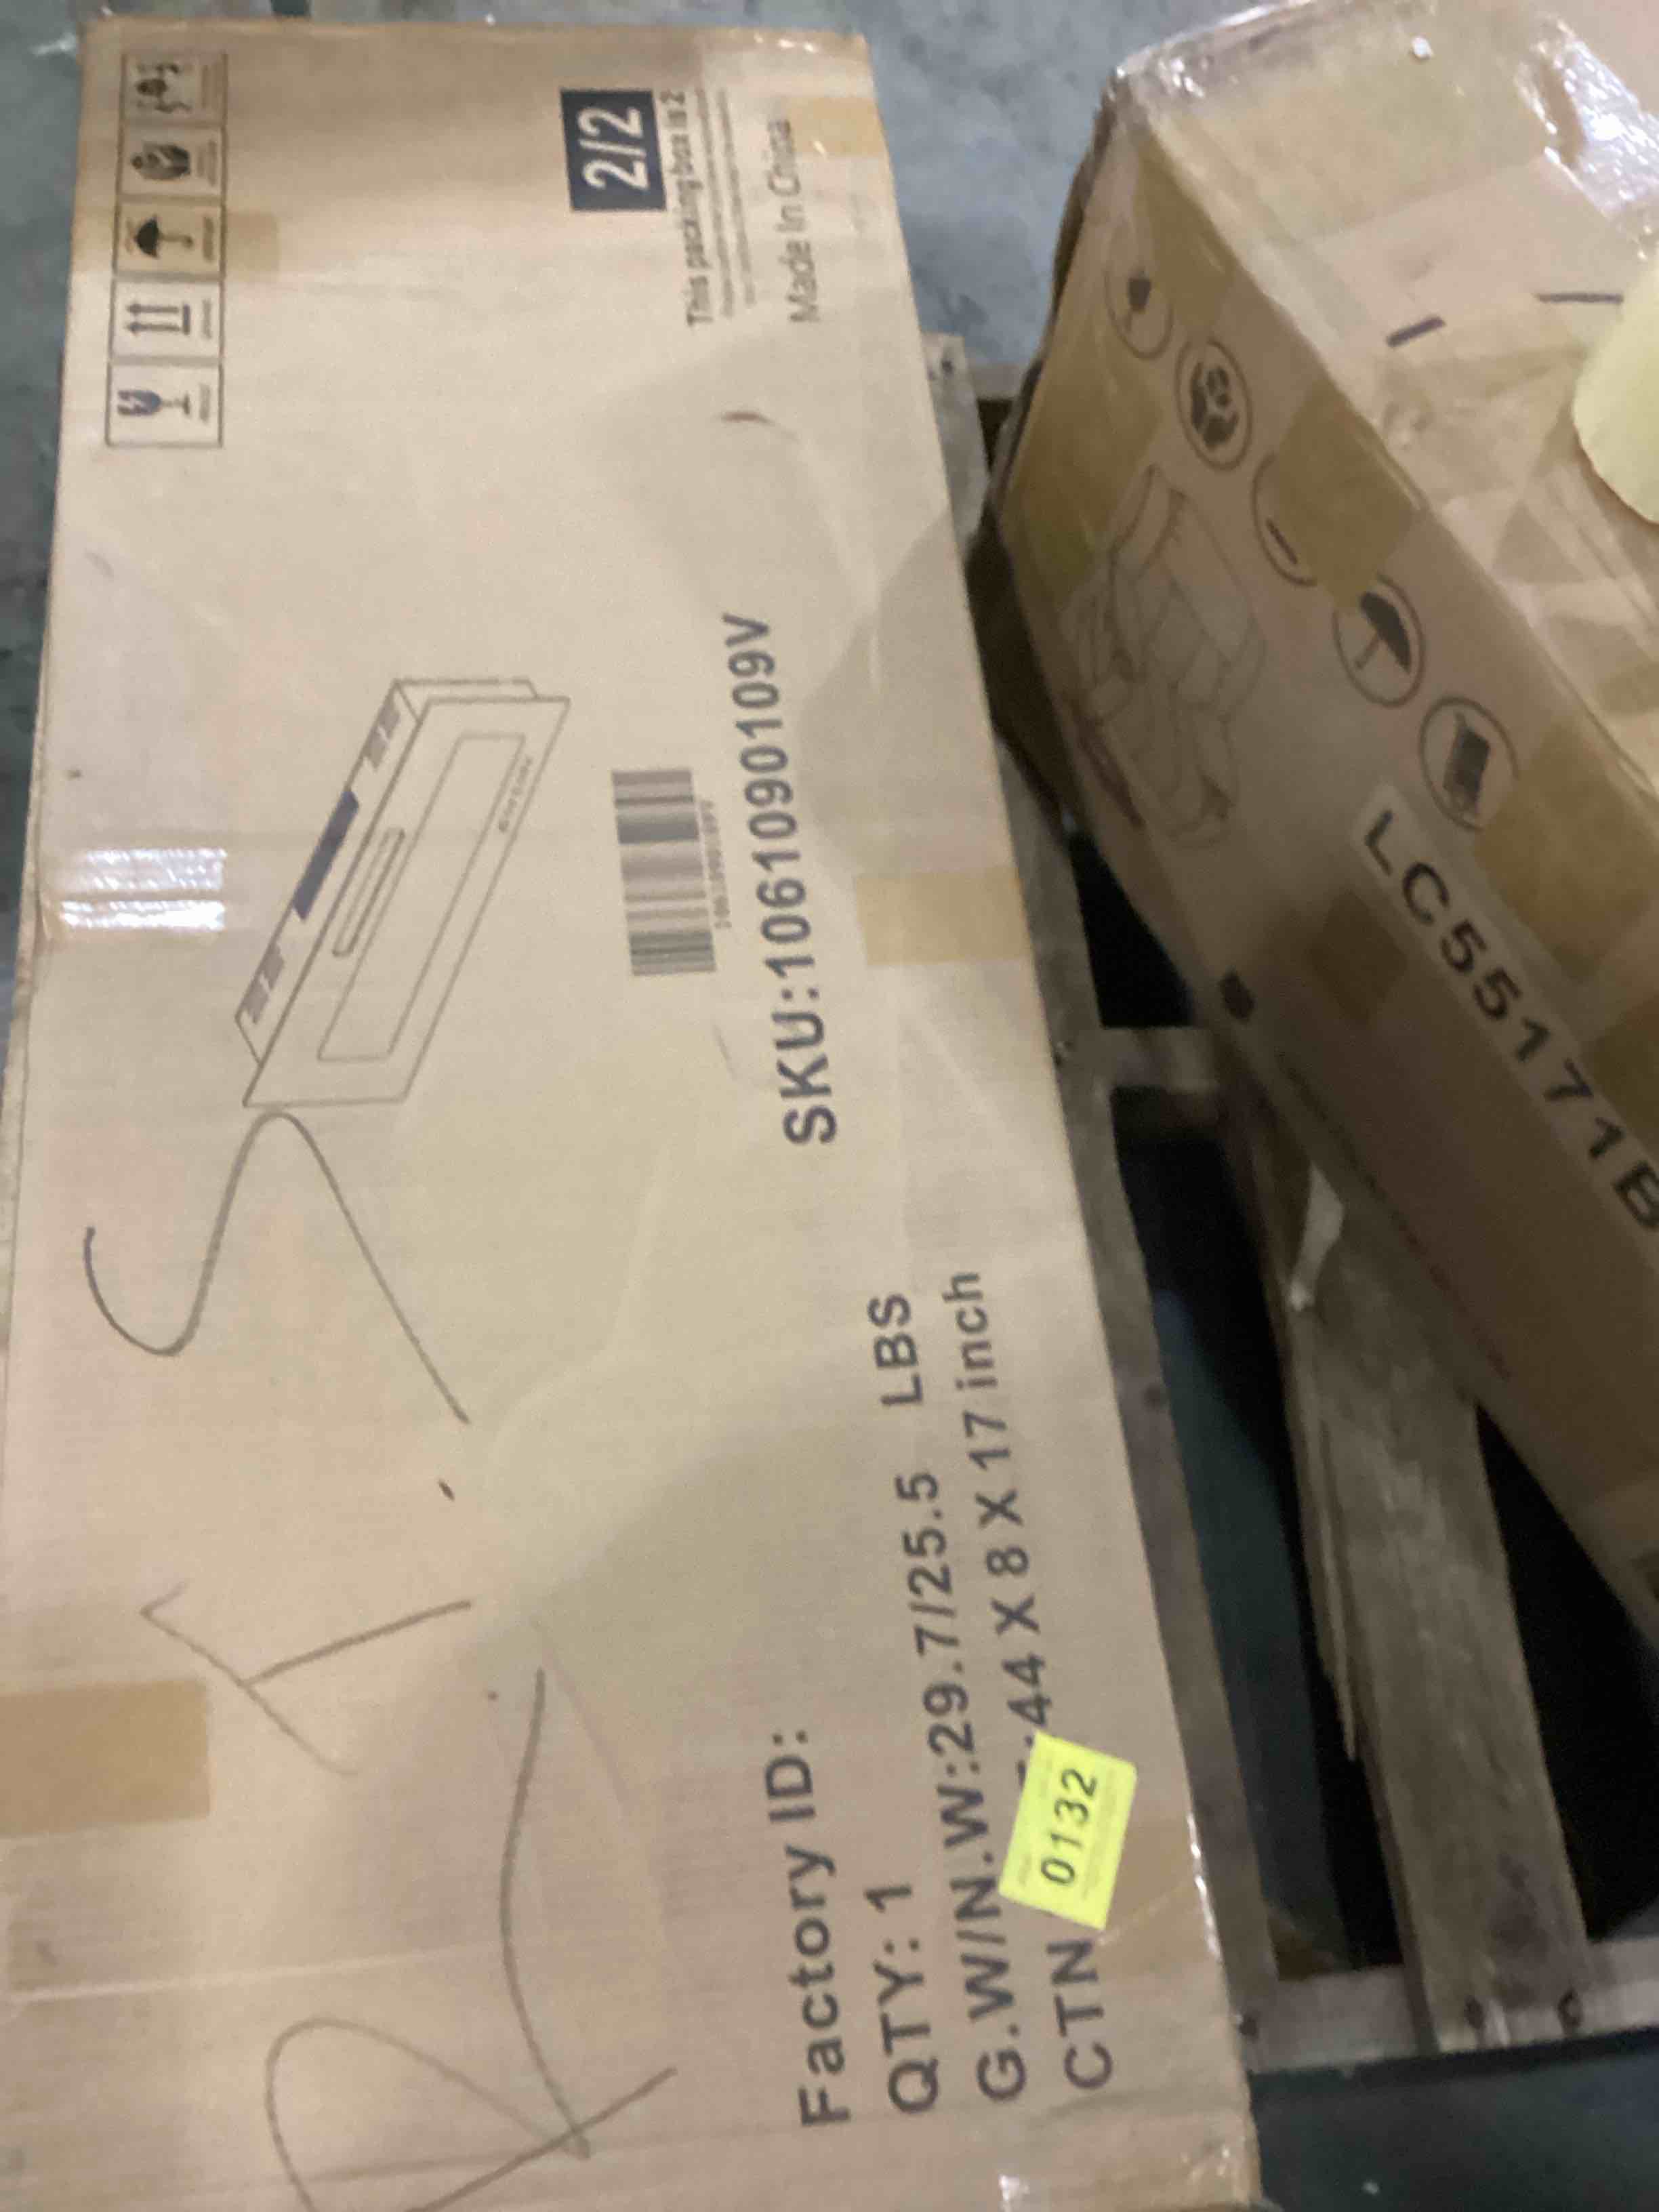 2/2
This packing box is 2
Made In China
SKU:1061090109V
Factory ID:
QTY: 1
G.W/N.W:29.7/25.5 LBS
CTN 44 X 8 X 17 inch
0132
LC55171B